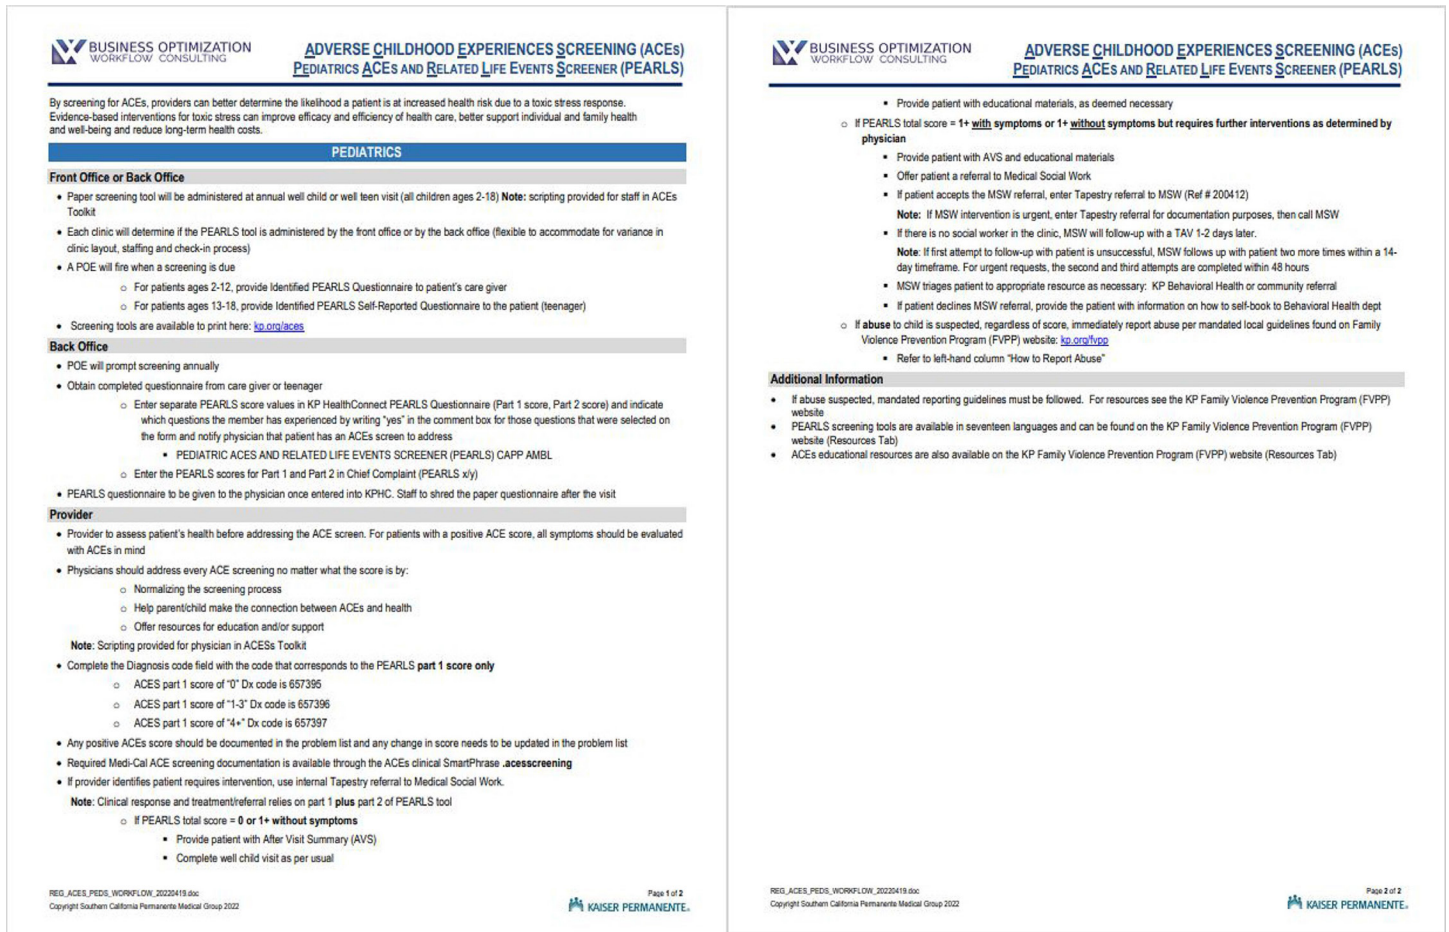 BUSINESS OPTIMIZATION
WORKFLOW CONSULTING
ADVERSE CHILDHOOD EXPERIENCES SCREENING (ACEs)
PEDIATRICS ACES AND RELATED LIFE EVENTS SCREENER (PEARLS)
By screening for ACEs, providers can better determine the likelihood a patient is at increased health risk due to a toxic stress response.
Evidence-based interventions for toxic stress can improve efficacy and efficiency of health care, better support individual and family health
and well-being and reduce long-term health costs.
PEDIATRICS
Front Office or Back Office
• Paper screening tool will be administered at annual well child or well teen visit (all children ages 2-18) Note: scripting provided for staff in ACEs
Toolkit
• Each clinic will determine if the PEARLS tool is administered by the front office or by the back office (flexible to accommodate for variance in
clinic layout, staffing and check-in process)
• A POE will fire when a screening is due
o For patients ages 2-12, provide Identified PEARLS Questionnaire to patient's care giver
o For patients ages 13-18, provide Identified PEARLS Self-Reported Questionnaire to the patient (teenager)
• Screening tools are available to print here: kp.org/aces
Back Office
• POE will prompt screening annually
• Obtain completed questionnaire from care giver or teenager
o Enter separate PEARLS score values in KP HealthConnect PEARLS Questionnaire (Part 1 score, Part 2 score) and indicate
which questions the member has experienced by writing "yes" in the comment box for those questions that were selected on
the form and notify physician that patient has an ACEs screen to address
▪ PEDIATRIC ACES AND RELATED LIFE EVENTS SCREENER (PEARLS) CAPP AMBL
o Enter the PEARLS scores for Part 1 and Part 2 in Chief Complaint (PEARLS x/y)
• PEARLS questionnaire to be given to the physician once entered into KPHC. Staff to shred the paper questionnaire after the visit
Provider
• Provider to assess patient's health before addressing the ACE screen. For patients with a positive ACE score, all symptoms should be evaluated
with ACEs in mind
• Physicians should address every ACE screening no matter what the score is by:
o Normalizing the screening process
o Help parent/child make the connection between ACEs and health
o Offer resources for education and/or support
Note: Scripting provided for physician in ACESs Toolkit
• Complete the Diagnosis code field with the code that corresponds to the PEARLS part 1 score only
o ACES part 1 score of "0" Dx code is 657395
o ACES part 1 score of "1-3" Dx code is 657396
o ACES part 1 score of "4+" Dx code is 657397
• Any positive ACEs score should be documented in the problem list and any change in score needs to be updated in the problem list
• Required Medi-Cal ACE screening documentation is available through the ACEs clinical SmartPhrase .acesscreening
• If provider identifies patient requires intervention, use internal Tapestry referral to Medical Social Work.
Note: Clinical response and treatment/referral relies on part 1 plus part 2 of PEARLS tool
o If PEARLS total score = 0 or 1+ without symptoms
▪ Provide patient with After Visit Summary (AVS)
▪ Complete well child visit as per usual
REG_ACES_PEDS_WORKFLOW_20220419.doc
Page 1 of 2
Copyright Southern California Permanente Medical Group 2022
KAISER PERMANENTE®
BUSINESS OPTIMIZATION
WORKFLOW CONSULTING
ADVERSE CHILDHOOD EXPERIENCES SCREENING (ACEs)
PEDIATRICS ACES AND RELATED LIFE EVENTS SCREENER (PEARLS)
▪ Provide patient with educational materials, as deemed necessary
o If PEARLS total score = 1+ with symptoms or 1+ without symptoms but requires further interventions as determined by
physician
▪ Provide patient with AVS and educational materials
▪ Offer patient a referral to Medical Social Work
▪ If patient accepts the MSW referral, enter Tapestry referral to MSW (Ref # 200412)
Note: If MSW intervention is urgent, enter Tapestry referral for documentation purposes, then call MSW
▪ If there is no social worker in the clinic, MSW will follow-up with a TAV 1-2 days later.
Note: If first attempt to follow-up with patient is unsuccessful, MSW follows up with patient two more times within a 14-
day timeframe. For urgent requests, the second and third attempts are completed within 48 hours
▪ MSW triages patient to appropriate resource as necessary: KP Behavioral Health or community referral
▪ If patient declines MSW referral, provide the patient with information on how to self-book to Behavioral Health dept
o If abuse to child is suspected, regardless of score, immediately report abuse per mandated local guidelines found on Family
Violence Prevention Program (FVPP) website: kp.org/fvpp
▪ Refer to left-hand column "How to Report Abuse"
Additional Information
• If abuse suspected, mandated reporting guidelines must be followed. For resources see the KP Family Violence Prevention Program (FVPP)
website
• PEARLS screening tools are available in seventeen languages and can be found on the KP Family Violence Prevention Program (FVPP)
website (Resources Tab)
• ACEs educational resources are also available on the KP Family Violence Prevention Program (FVPP) website (Resources Tab)
REG_ACES_PEDS_WORKFLOW_20220419.doc
Page 2 of 2
Copyright Southern California Permanente Medical Group 2022
KAISER PERMANENTE®